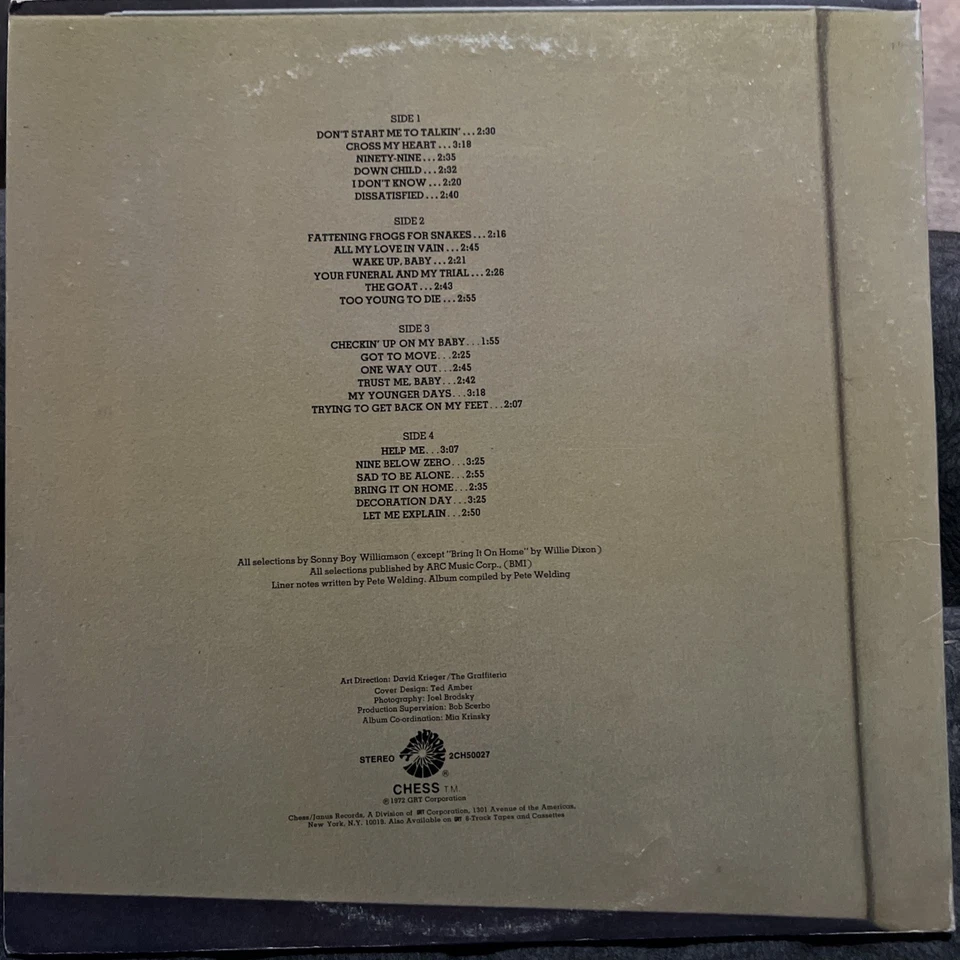 SIDE 1
DON'T START ME TO TALKIN'...2:30
CROSS MY HEART...3:18
NINETY-NINE...2:35
DOWN CHILD...2:32
I DON'T KNOW...2:20
DISSATISFIED...2:40
SIDE 2
FATTENING FROGS FOR SNAKES...2:16
ALL MY LOVE IN VAIN...2:45
WAKE UP, BABY...2:21
YOUR FUNERAL AND MY TRIAL...2:26
THE GOAT...2:43
TOO YOUNG TO DIE...2:55
SIDE 3
CHECKIN' UP ON MY BABY...1:55
GOT TO MOVE...2:25
ONE WAY OUT...2:45
TRUST ME, BABY...2:42
MY YOUNGER DAYS...3:18
TRYING TO GET BACK ON MY FEET...2:07
SIDE 4
HELP ME...3:07
NINE BELOW ZERO...3:25
SAD TO BE ALONE...2:55
BRING IT ON HOME...2:35
DECORATION DAY...3:25
LET ME EXPLAIN...2:50
All selections by Sonny Boy Williamson (except "Bring It On Home" by Willie Dixon)
All selections published by ARC Music Corp., (BMI)
Liner notes written by Pete Welding. Album compiled by Pete Welding
Art Direction: David Krieger/The Graffiteria
Cover Design: Ted Amber
Photography: Joel Brodsky
Production Supervision: Bob Scerbo
Album Co-ordination: Mia Krinsky
STEREO 2CH50027
®
CHESS T.M.
℗1972 GRT Corporation
Chess/Janus Records, A Division of GRT Corporation, 1301 Avenue of the Americas,
New York, N.Y. 10019. Also Available on GRT 8-Track Tapes and Cassettes